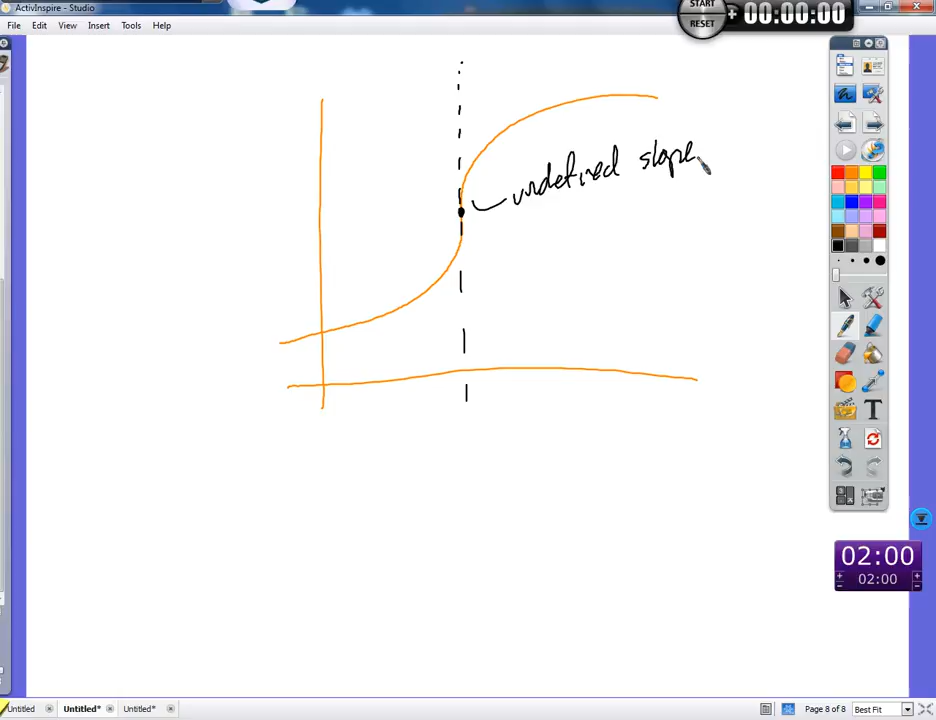 ActivInspire - Studio
START
RESET
00:00:00
File Edit View Insert Tools Help
undefined slope
02:00
02:00
Untitled Untitled* Untitled*
Page 8 of 8 Best Fit